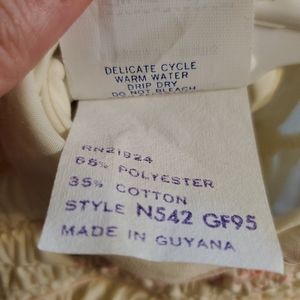 DELICATE CYCLE
WARM WATER
DRIP DRY
DO NOT BLEACH
RN21824
65% POLYESTER
35% COTTON
STYLE N542 GF95
MADE IN GUYANA